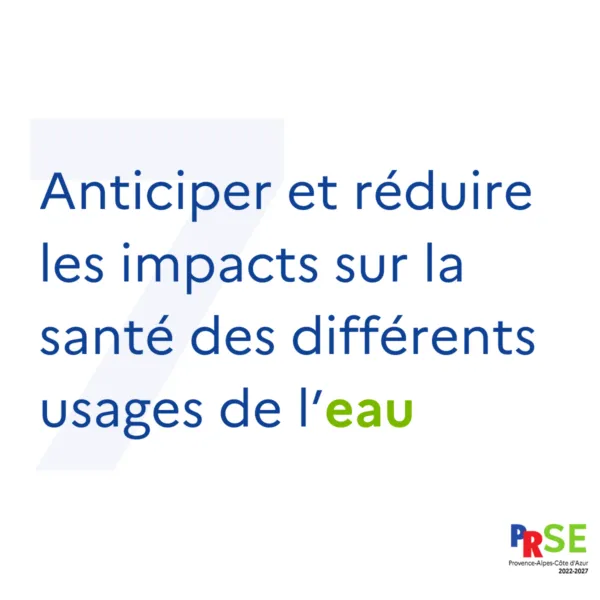 7
Anticiper et réduire
les impacts sur la
santé des différents
usages de l’eau
PRSE
Provence-Alpes-Côte d'Azur
2022-2027